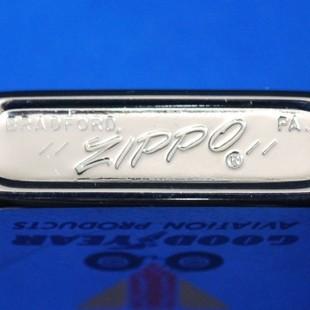 BRADFORD, PA.
〃 ZIPPO® 〃
GOODYEAR
AVIATION PRODUCTS